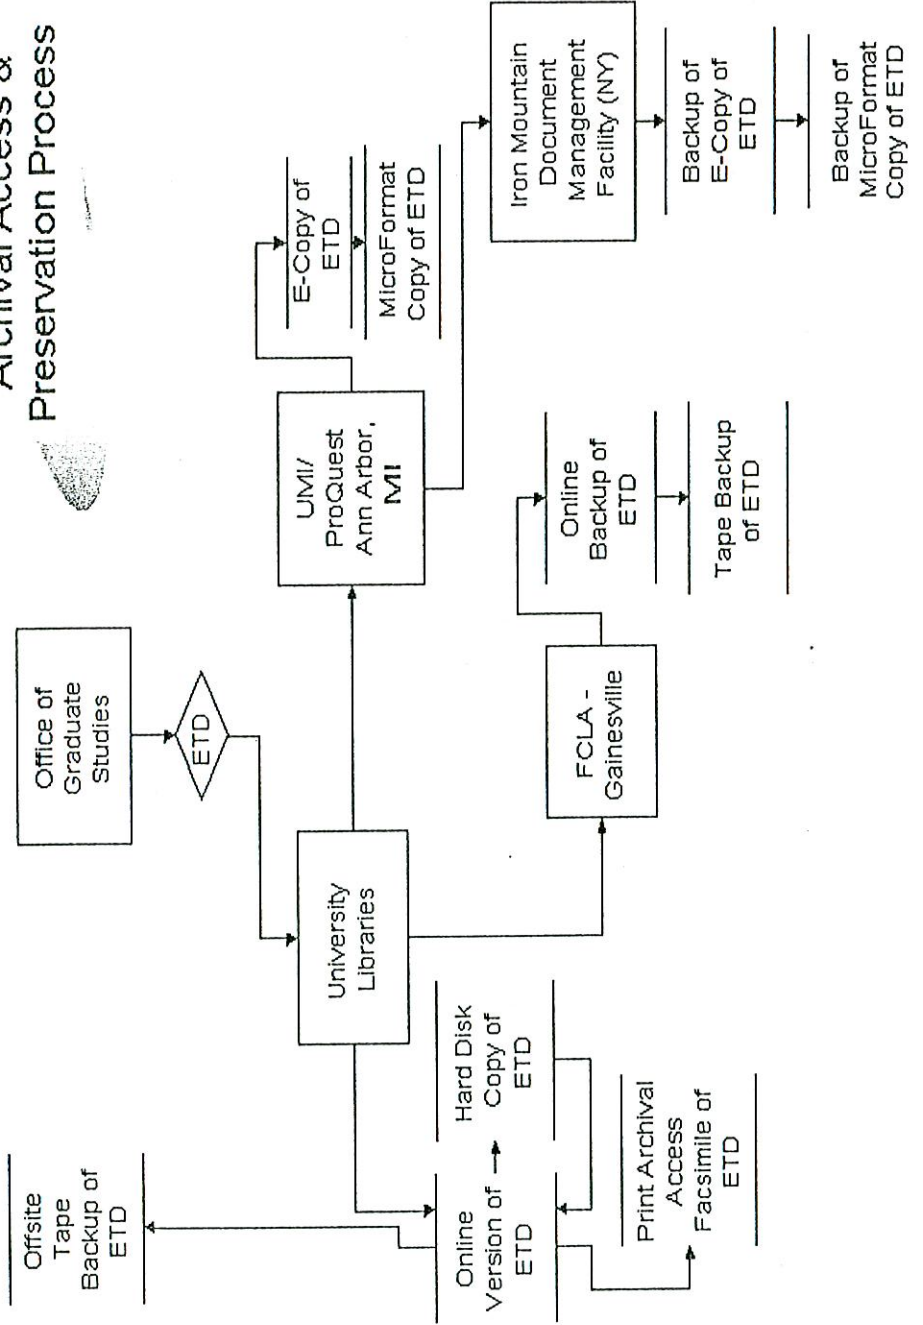 Archival Access &
Preservation Process
Office of
Graduate
Studies
ETD
University
Libraries
UMI/
ProQuest
Ann Arbor,
MI
E-Copy of
ETD
MicroFormat
Copy of ETD
Iron Mountain
Document
Management
Facility (NY)
Backup of
E-Copy of
ETD
Backup of
MicroFormat
Copy of ETD
FCLA -
Gainesville
Online
Backup of
ETD
Tape Backup
of ETD
Offsite
Tape
Backup of
ETD
Online
Version of
ETD
Hard Disk
Copy of
ETD
Print Archival
Access
Facsimile of
ETD